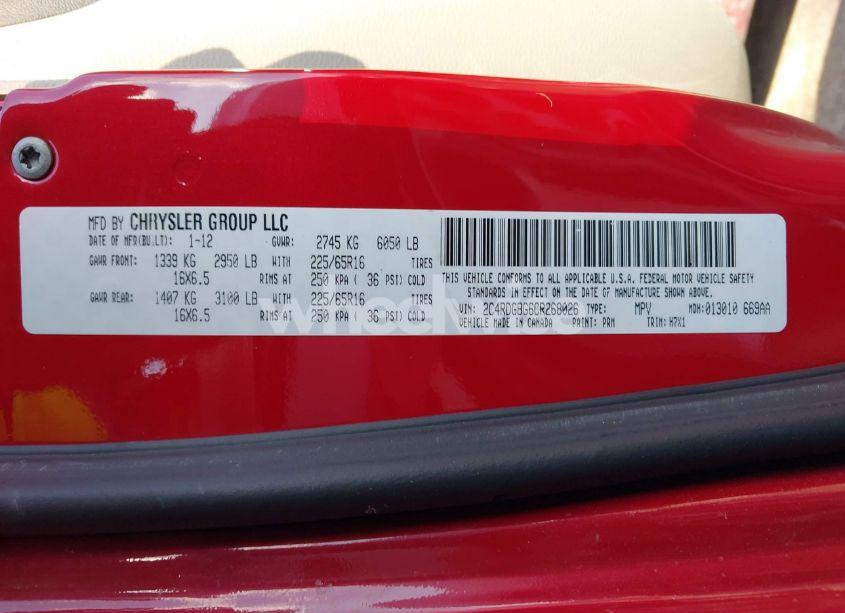 MFD BY CHRYSLER GROUP LLC
DATE OF MFR(BUILT): 1-12 GVWR: 2745 KG 6050 LB
GAWR FRONT: 1339 KG 2950 LB WITH 225/65R16 TIRES
16X6.5 RIMS AT 250 KPA ( 36 PSI) COLD
GAWR REAR: 1407 KG 3100 LB WITH 225/65R16 TIRES
16X6.5 RIMS AT 250 KPA ( 36 PSI) COLD
THIS VEHICLE CONFORMS TO ALL APPLICABLE U.S.A. FEDERAL MOTOR VEHICLE SAFETY
STANDARDS IN EFFECT ON THE DATE OF MANUFACTURE SHOWN ABOVE.
VIN: 2C4RDGBG6CR268026 TYPE: MPV MDH: 013010 669AA
VEHICLE MADE IN CANADA PAINT: PRM TRIM: H7X1